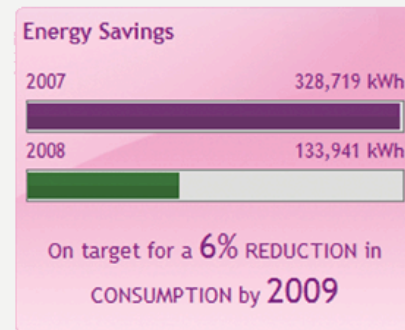 Energy Savings
2007 328,719 kWh
2008 133,941 kWh
On target for a 6% REDUCTION in
CONSUMPTION by 2009